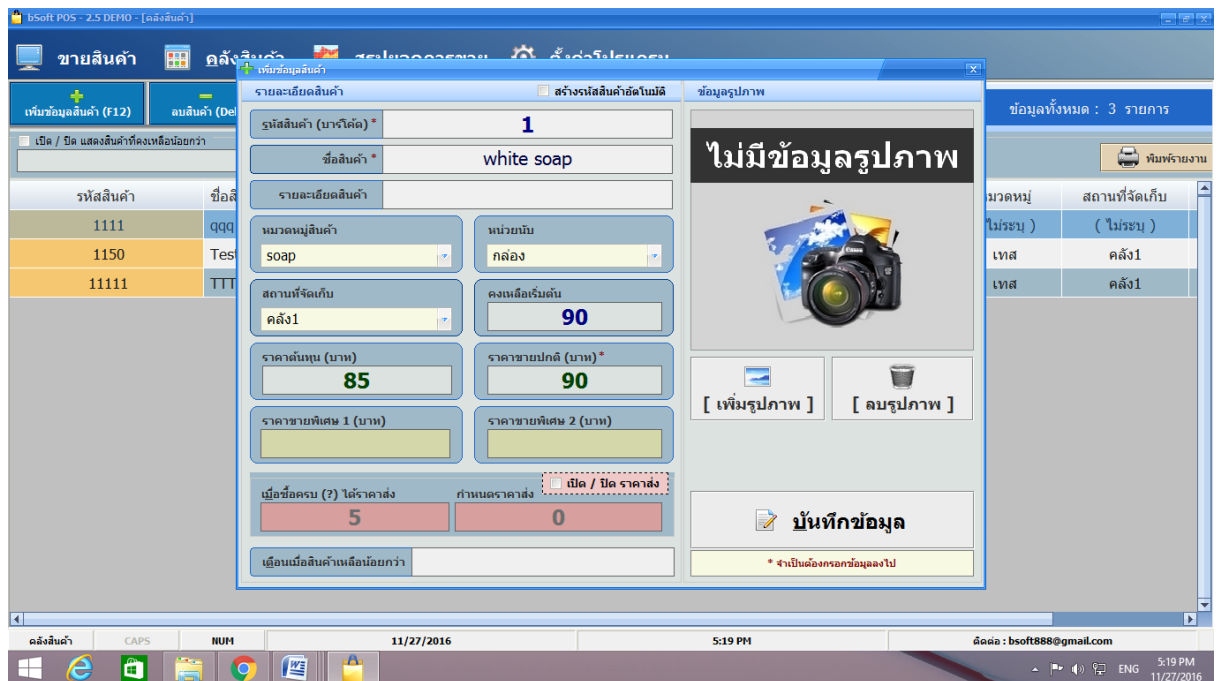 bSoft POS - 2.5 DEMO - [คลังสินค้า]
ขายสินค้า คลังสินค้า สรุปยอดการขาย ตั้งค่าโปรแกรม
เพิ่มข้อมูลสินค้า
เพิ่มข้อมูลสินค้า (F12) ลบสินค้า (Del
ข้อมูลทั้งหมด : 3 รายการ
เปิด / ปิด แสดงสินค้าที่คงเหลือน้อยกว่า
พิมพ์รายงาน
รหัสสินค้า สถานที่จัดเก็บ
1111 qqq ไม่ระบุ ) ( ไม่ระบุ )
1150 Tes เทส คลัง1
11111 TTT เทส คลัง1
รายละเอียดสินค้า สร้างรหัสสินค้าอัตโนมัติ ข้อมูลรูปภาพ
รหัสสินค้า (บาร์โค้ด) * 1
ชื่อสินค้า * white soap
รายละเอียดสินค้า
หมวดหมู่สินค้า หน่วยนับ
soap กล่อง
สถานที่จัดเก็บ คงเหลือเริ่มต้น
คลัง1 90
ราคาต้นทุน (บาท) ราคาขายปกติ (บาท) *
85 90
ราคาขายพิเศษ 1 (บาท) ราคาขายพิเศษ 2 (บาท)
เปิด / ปิด ราคาส่ง
เมื่อซื้อครบ (?) ได้ราคาส่ง กำหนดราคาส่ง
5 0
เตือนเมื่อสินค้าเหลือน้อยกว่า
ไม่มีข้อมูลรูปภาพ
Canon
[ เพิ่มรูปภาพ ] [ ลบรูปภาพ ]
บันทึกข้อมูล
* จำเป็นต้องกรอกข้อมูลลงไป
คลังสินค้า CAPS NUM 11/27/2016 5:19 PM ติดต่อ : bsoft888@gmail.com
ENG 5:19 PM
11/27/2016